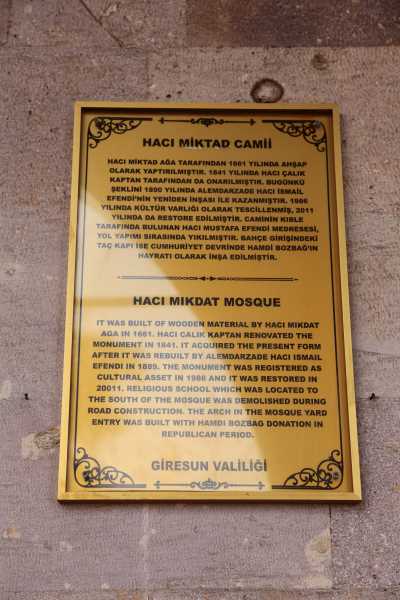 HACI MİKTAD CAMİİ
HACI MİKTAD AĞA TARAFINDAN 1661 YILINDA AHŞAP
OLARAK YAPTIRILMIŞTIR. 1841 YILINDA HACI ÇALIK
KAPTAN TARAFINDAN DA ONARILMIŞTIR. BUGÜNKÜ
ŞEKLİNİ 1890 YILINDA ALEMDARZADE HACI İSMAİL
EFENDİ'NİN YENİDEN İNŞASI İLE KAZANMIŞTIR. 1986
YILINDA KÜLTÜR VARLIĞI OLARAK TESCİLLENMİŞ, 2011
YILINDA DA RESTORE EDİLMİŞTİR. CAMİNİN KIBLE
TARAFINDA BULUNAN HACI MUSTAFA EFENDİ MEDRESESİ,
YOL YAPIMI SIRASINDA YIKILMIŞTIR. BAHÇE GİRİŞİNDEKİ
TAÇ KAPI İSE CUMHURİYET DEVRİNDE HAMDİ BOZBAĞ'IN
HAYRATI OLARAK İNŞA EDİLMİŞTİR.
HACI MIKDAT MOSQUE
IT WAS BUILT OF WOODEN MATERIAL BY HACI MIKDAT
AGA IN 1661. HACI CALIK KAPTAN RENOVATED THE
MONUMENT IN 1841. IT ACQUIRED THE PRESENT FORM
AFTER IT WAS REBUILT BY ALEMDARZADE HACI ISMAIL
EFENDI IN 1889. THE MONUMENT WAS REGISTERED AS
CULTURAL ASSET IN 1986 AND IT WAS RESTORED IN
20011. RELIGIOUS SCHOOL WHICH WAS LOCATED TO
THE SOUTH OF THE MOSQUE WAS DEMOLISHED DURING
ROAD CONSTRUCTION. THE ARCH IN THE MOSQUE YARD
ENTRY WAS BUILT WITH HAMDI BOZBAG DONATION IN
REPUBLICAN PERIOD.
GİRESUN VALİLİĞİ